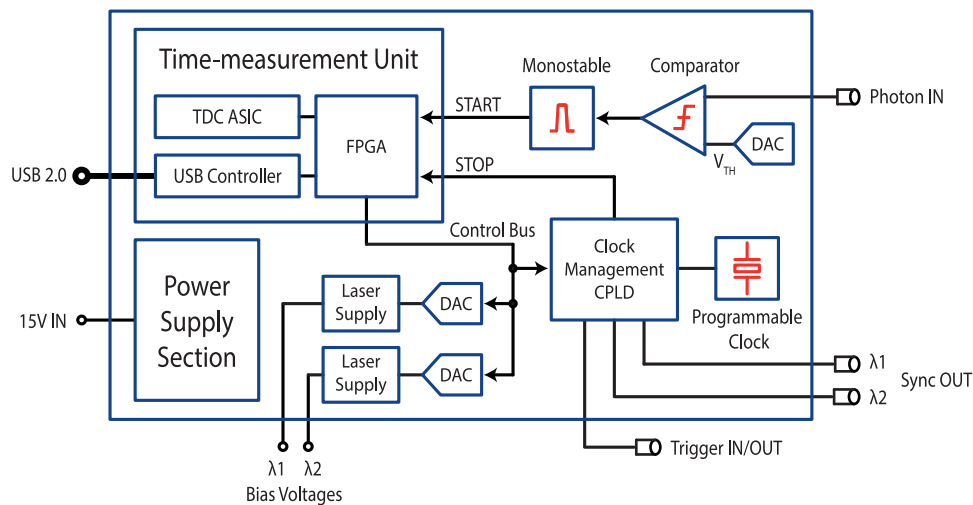 Time-measurement Unit
TDC ASIC
FPGA
USB Controller
USB 2.0
START
STOP
Monostable
Comparator
Photon IN
DAC
VTH
Control Bus
Clock
Management
CPLD
Programmable
Clock
Power
Supply
Section
15V IN
Laser
Supply
DAC
Laser
Supply
DAC
λ1
λ2
Sync OUT
Trigger IN/OUT
λ1
λ2
Bias Voltages